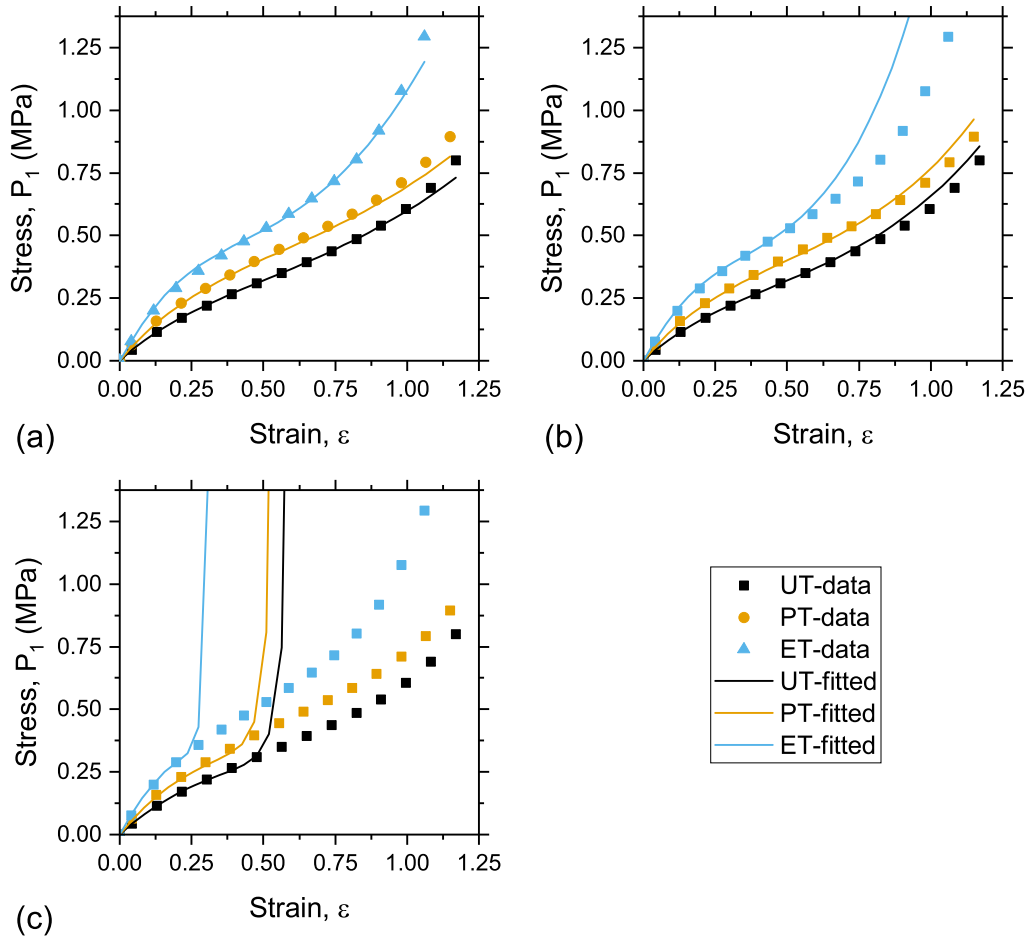 1.25
1.00
0.75
0.50
0.25
0.00
Stress, P₁ (MPa)
0.00 0.25 0.50 0.75 1.00 1.25
Strain, ε
(a)
1.25
1.00
0.75
0.50
0.25
0.00
Stress, P₁ (MPa)
0.00 0.25 0.50 0.75 1.00 1.25
Strain, ε
(b)
1.25
1.00
0.75
0.50
0.25
0.00
Stress, P₁ (MPa)
0.00 0.25 0.50 0.75 1.00 1.25
Strain, ε
(c)
UT-data
PT-data
ET-data
UT-fitted
PT-fitted
ET-fitted